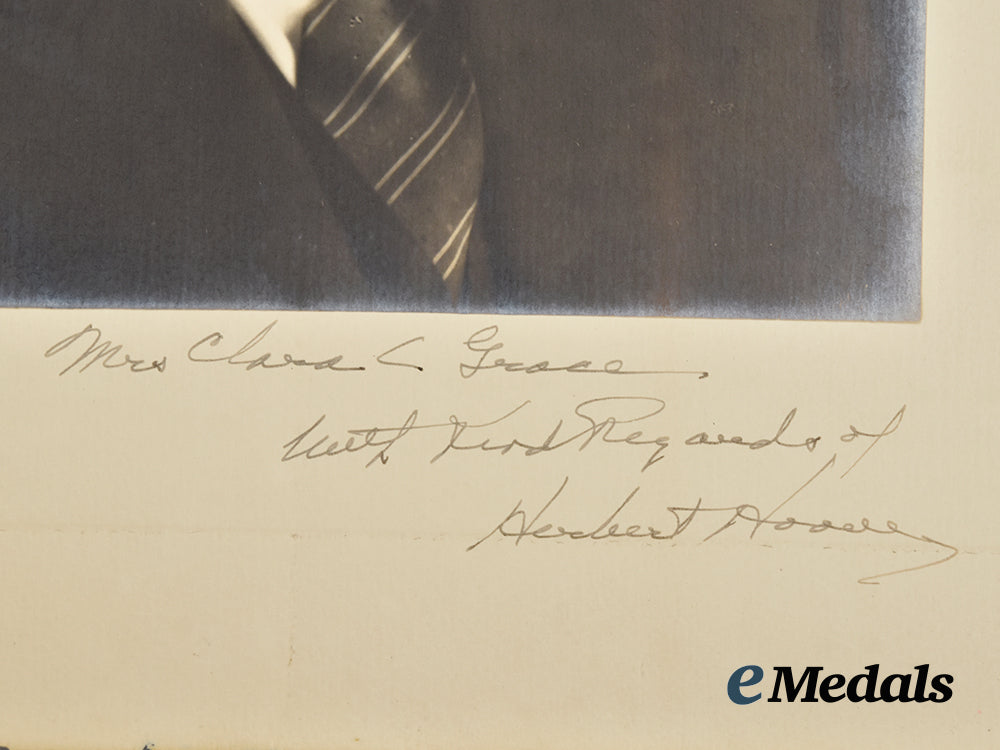 Mrs Clara C Grace.
With Kind Regards of
Herbert Hoover
eMedals